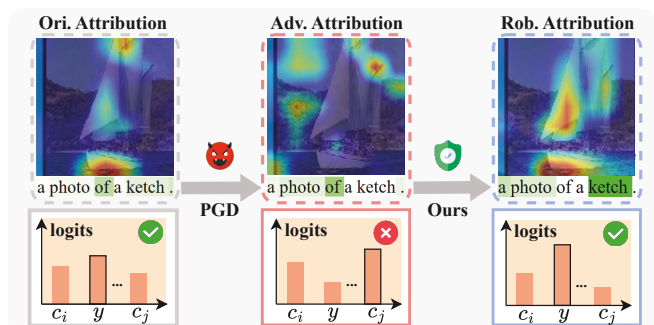 Ori. Attribution
Adv. Attribution
Rob. Attribution
a photo of a ketch .
a photo of a ketch .
a photo of a ketch .
PGD
Ours
logits
c_i y ... c_j
logits
c_i y ... c_j
logits
c_i y ... c_j